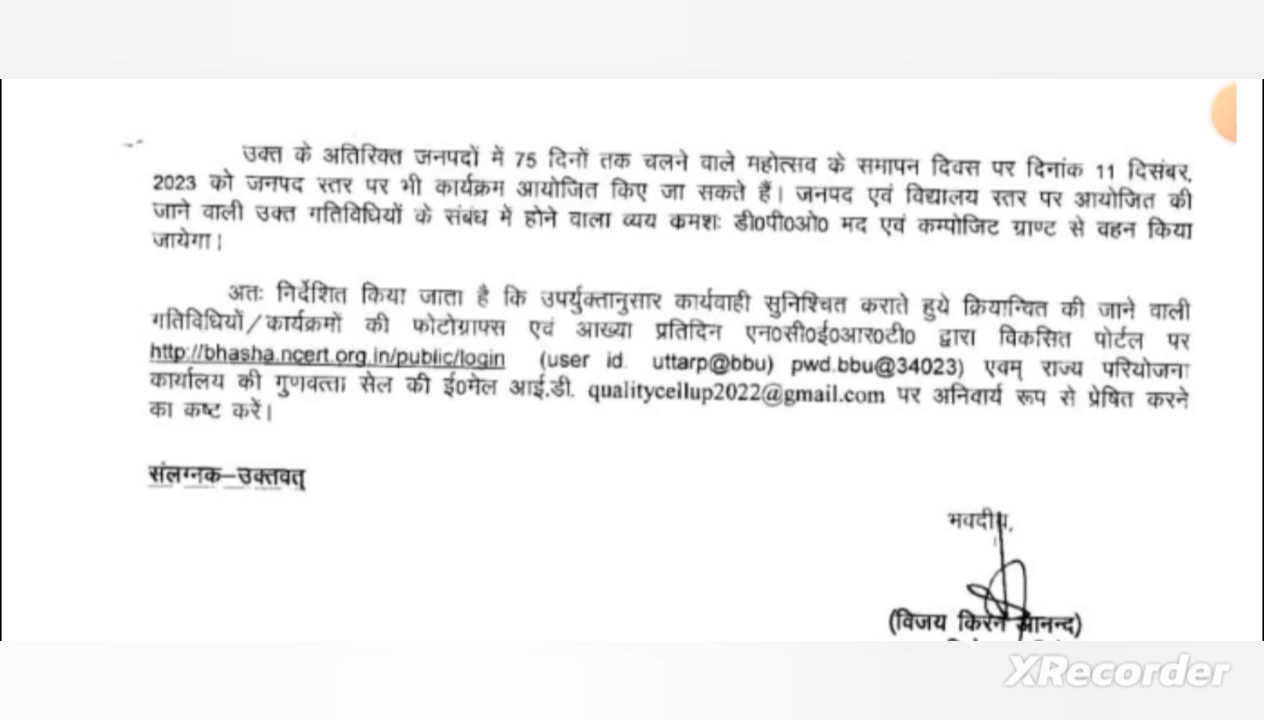 उक्त के अतिरिक्त जनपदों में 75 दिनों तक चलने वाले महोत्सव के समापन दिवस पर दिनांक 11 दिसंबर,
2023 को जनपद स्तर पर भी कार्यक्रम आयोजित किए जा सकते हैं। जनपद एवं विद्यालय स्तर पर आयोजित की
जाने वाली उक्त गतिविधियों के संबंध में होने वाला व्यय कमशः डी0पी0ओ0 मद एवं कम्पोजिट ग्राण्ट से वहन किया
जायेगा।
अतः निर्देशित किया जाता है कि उपर्युक्तानुसार कार्यवाही सुनिश्चित कराते हुये क्रियान्वित की जाने वाली
गतिविधियों/कार्यक्रमों की फोटोग्राफ्स एवं आख्या प्रतिदिन एन0सी0ई0आर0टी0 द्वारा विकसित पोर्टल पर
http://bhasha.ncert.org.in/public/login (user id. uttarp@bbu) pwd.bbu@34023) एवम् राज्य परियोजना
कार्यालय की गुणवत्ता सेल की ई0मेल आई.डी. qualitycellup2022@gmail.com पर अनिवार्य रूप से प्रेषित करने
का कष्ट करें।
संलग्नक–उक्तवत्
भवदीय,
(विजय किरन आनन्द)
XRecorder